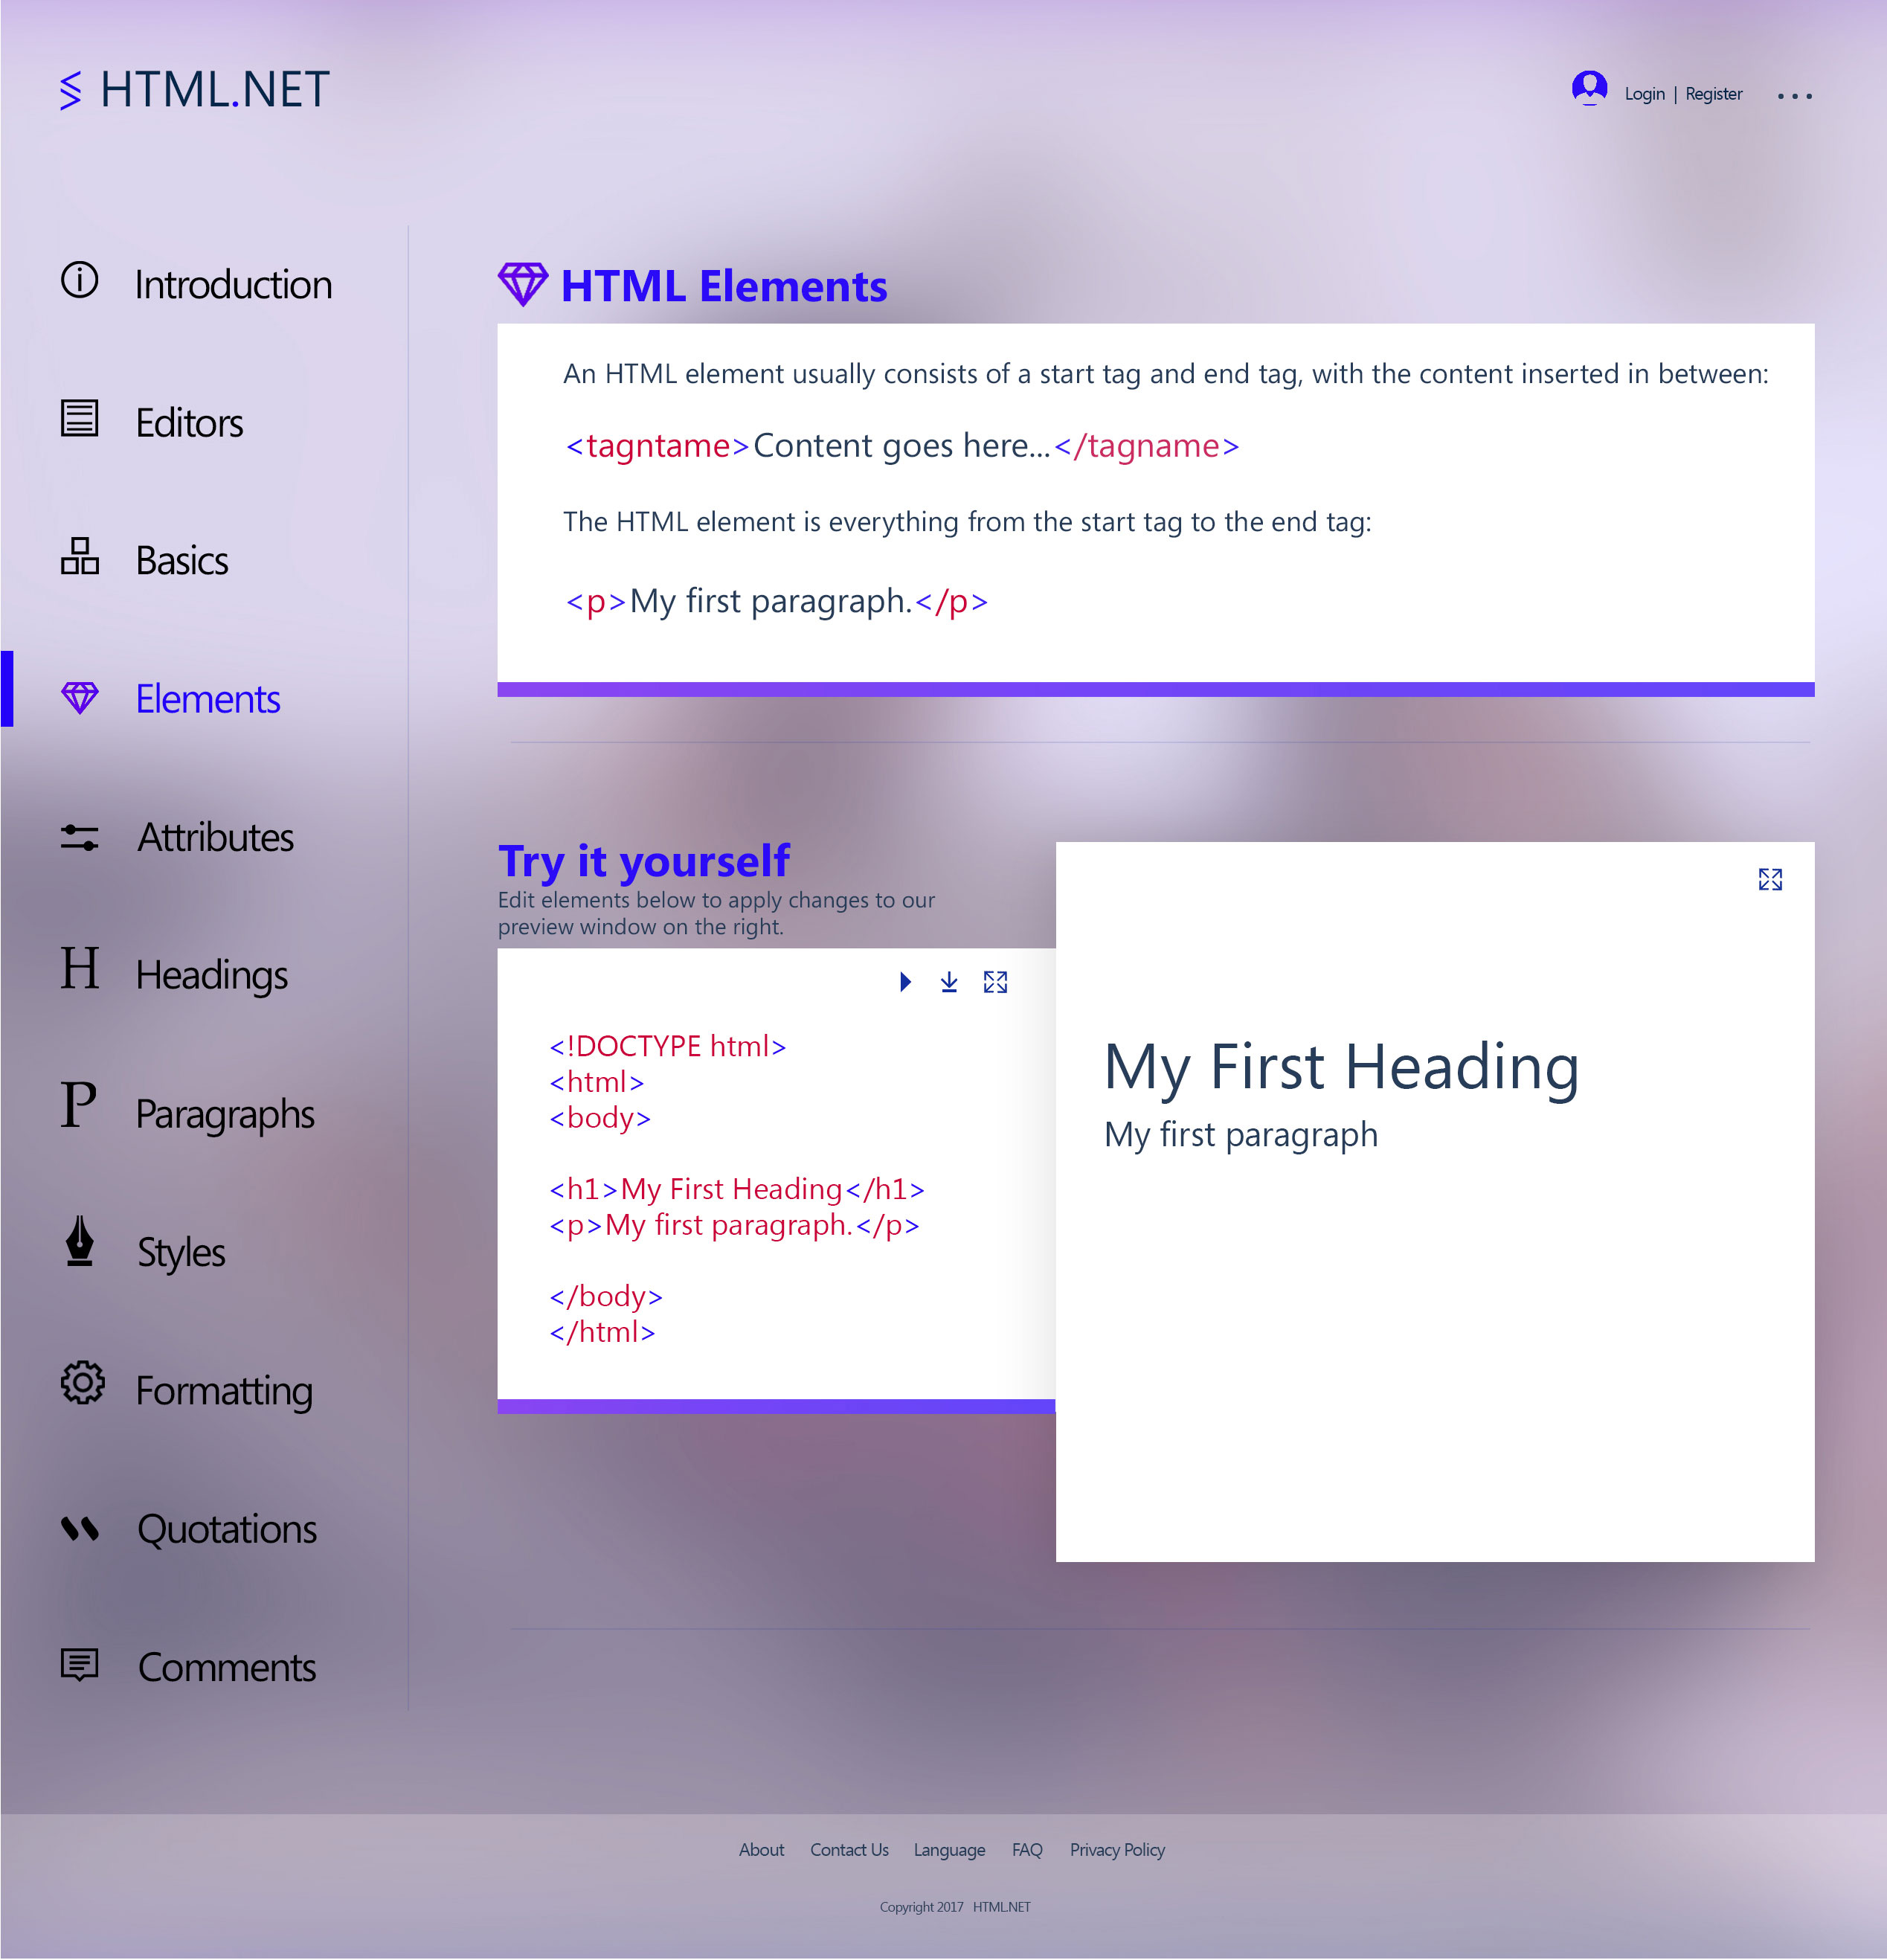 HTML.NET
Login | Register
Introduction
Editors
Basics
Elements
Attributes
Headings
Paragraphs
Styles
Formatting
Quotations
Comments
HTML Elements
An HTML element usually consists of a start tag and end tag, with the content inserted in between:
<tagntame>Content goes here...</tagname>
The HTML element is everything from the start tag to the end tag:
<p>My first paragraph.</p>
Try it yourself
Edit elements below to apply changes to our
preview window on the right.
<!DOCTYPE html>
<html>
<body>
<h1>My First Heading</h1>
<p>My first paragraph.</p>
</body>
</html>
My First Heading
My first paragraph
About Contact Us Language FAQ Privacy Policy
Copyright 2017 HTML.NET